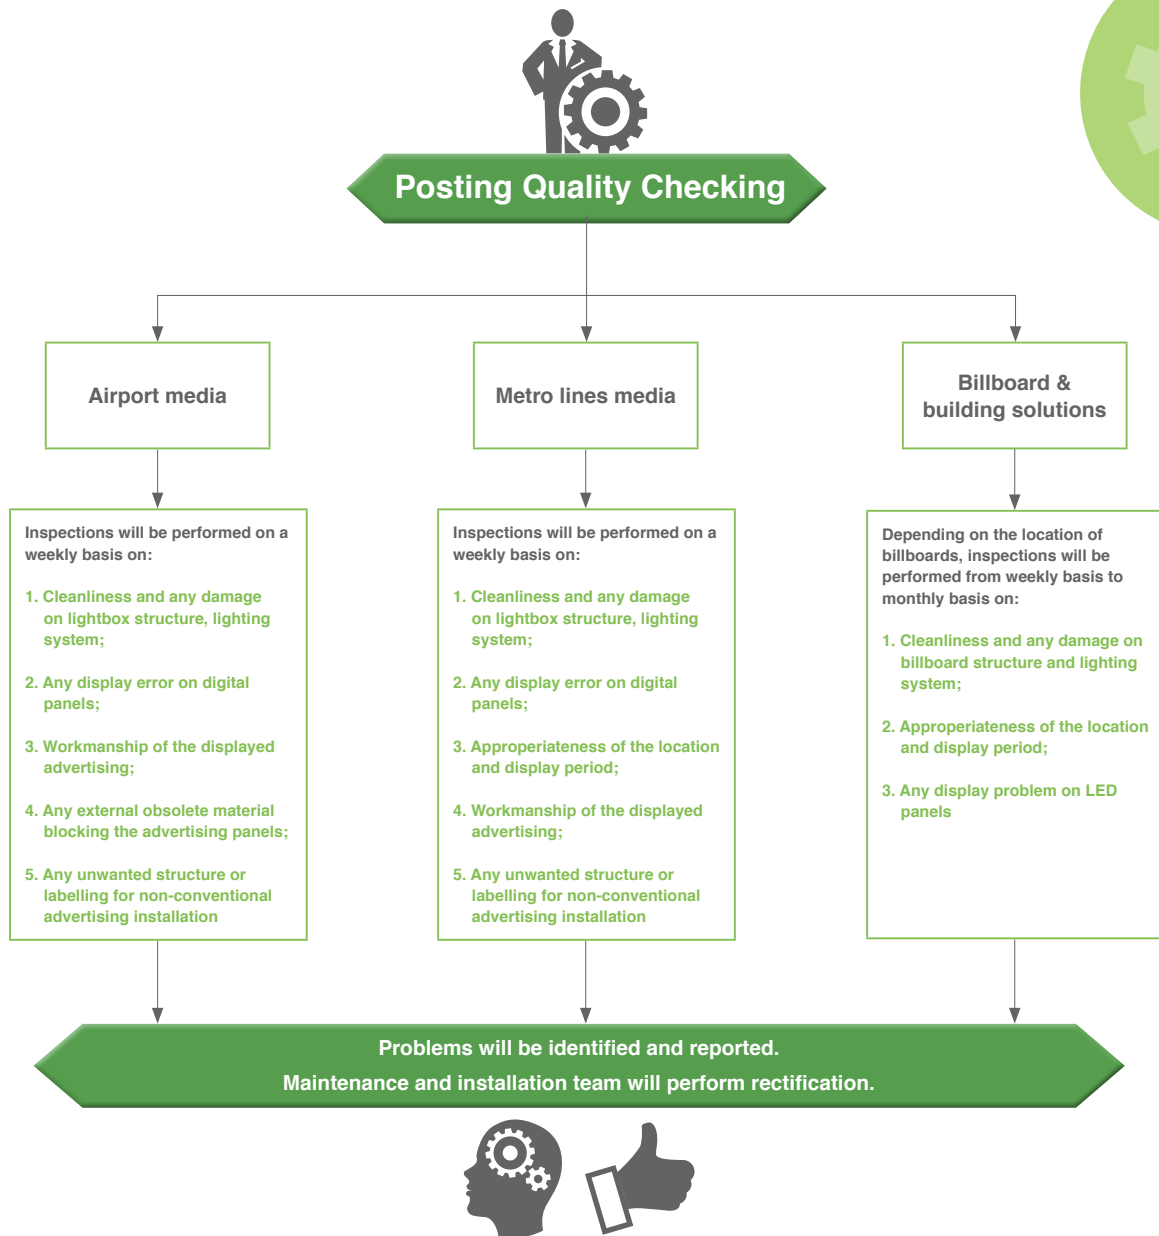 Posting Quality Checking
Airport media
Metro lines media
Billboard &
building solutions
Inspections will be performed on a
weekly basis on:
1. Cleanliness and any damage
on lightbox structure, lighting
system;
2. Any display error on digital
panels;
3. Workmanship of the displayed
advertising;
4. Any external obsolete material
blocking the advertising panels;
5. Any unwanted structure or
labelling for non-conventional
advertising installation
Inspections will be performed on a
weekly basis on:
1. Cleanliness and any damage
on lightbox structure, lighting
system;
2. Any display error on digital
panels;
3. Approperiateness of the location
and display period;
4. Workmanship of the displayed
advertising;
5. Any unwanted structure or
labelling for non-conventional
advertising installation
Depending on the location of
billboards, inspections will be
performed from weekly basis to
monthly basis on:
1. Cleanliness and any damage on
billboard structure and lighting
system;
2. Approperiateness of the location
and display period;
3. Any display problem on LED
panels
Problems will be identified and reported.
Maintenance and installation team will perform rectification.